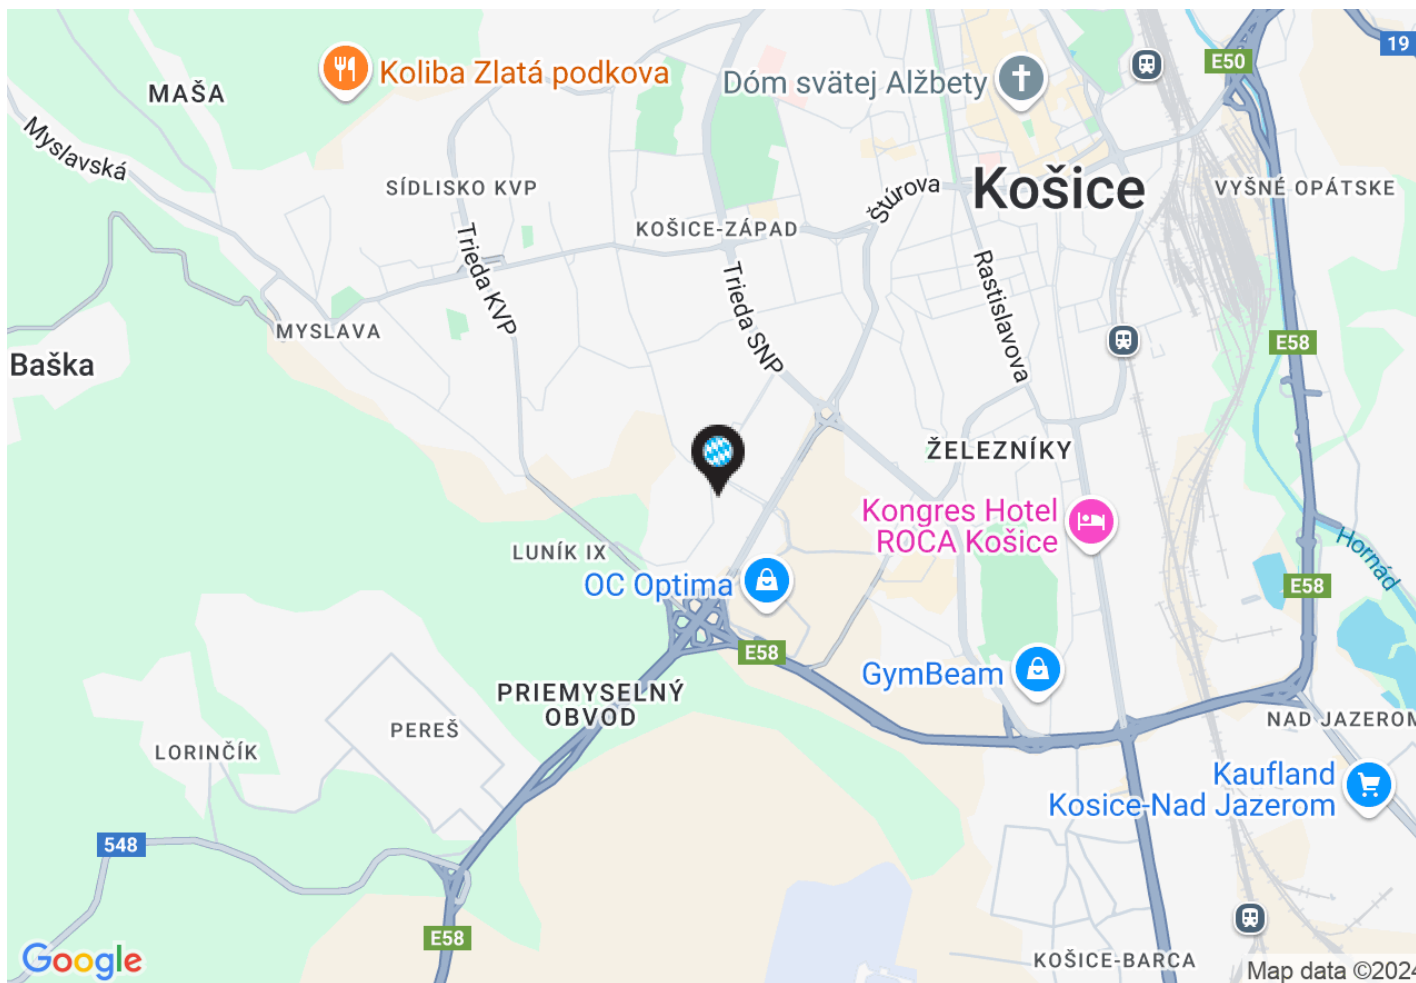 19
E50
Koliba Zlatá podkova
Dóm svätej Alžbety
MAŠA
Myslavská
SÍDLISKO KVP
Štúrova
Košice
VYŠNÉ OPÁTSKE
KOŠICE-ZÁPAD
Trieda KVP
Trieda SNP
Rastislavova
MYSLAVA
E58
Baška
ŽELEZNÍKY
Kongres Hotel
ROCA Košice
LUNÍK IX
OC Optima
Hornád
E58
E58
GymBeam
PRIEMYSELNÝ
OBVOD
PEREŠ
LORINČÍK
NAD JAZEROM
Kaufland
Kosice-Nad Jazerom
548
E58
KOŠICE-BARCA
Google
Map data ©2024